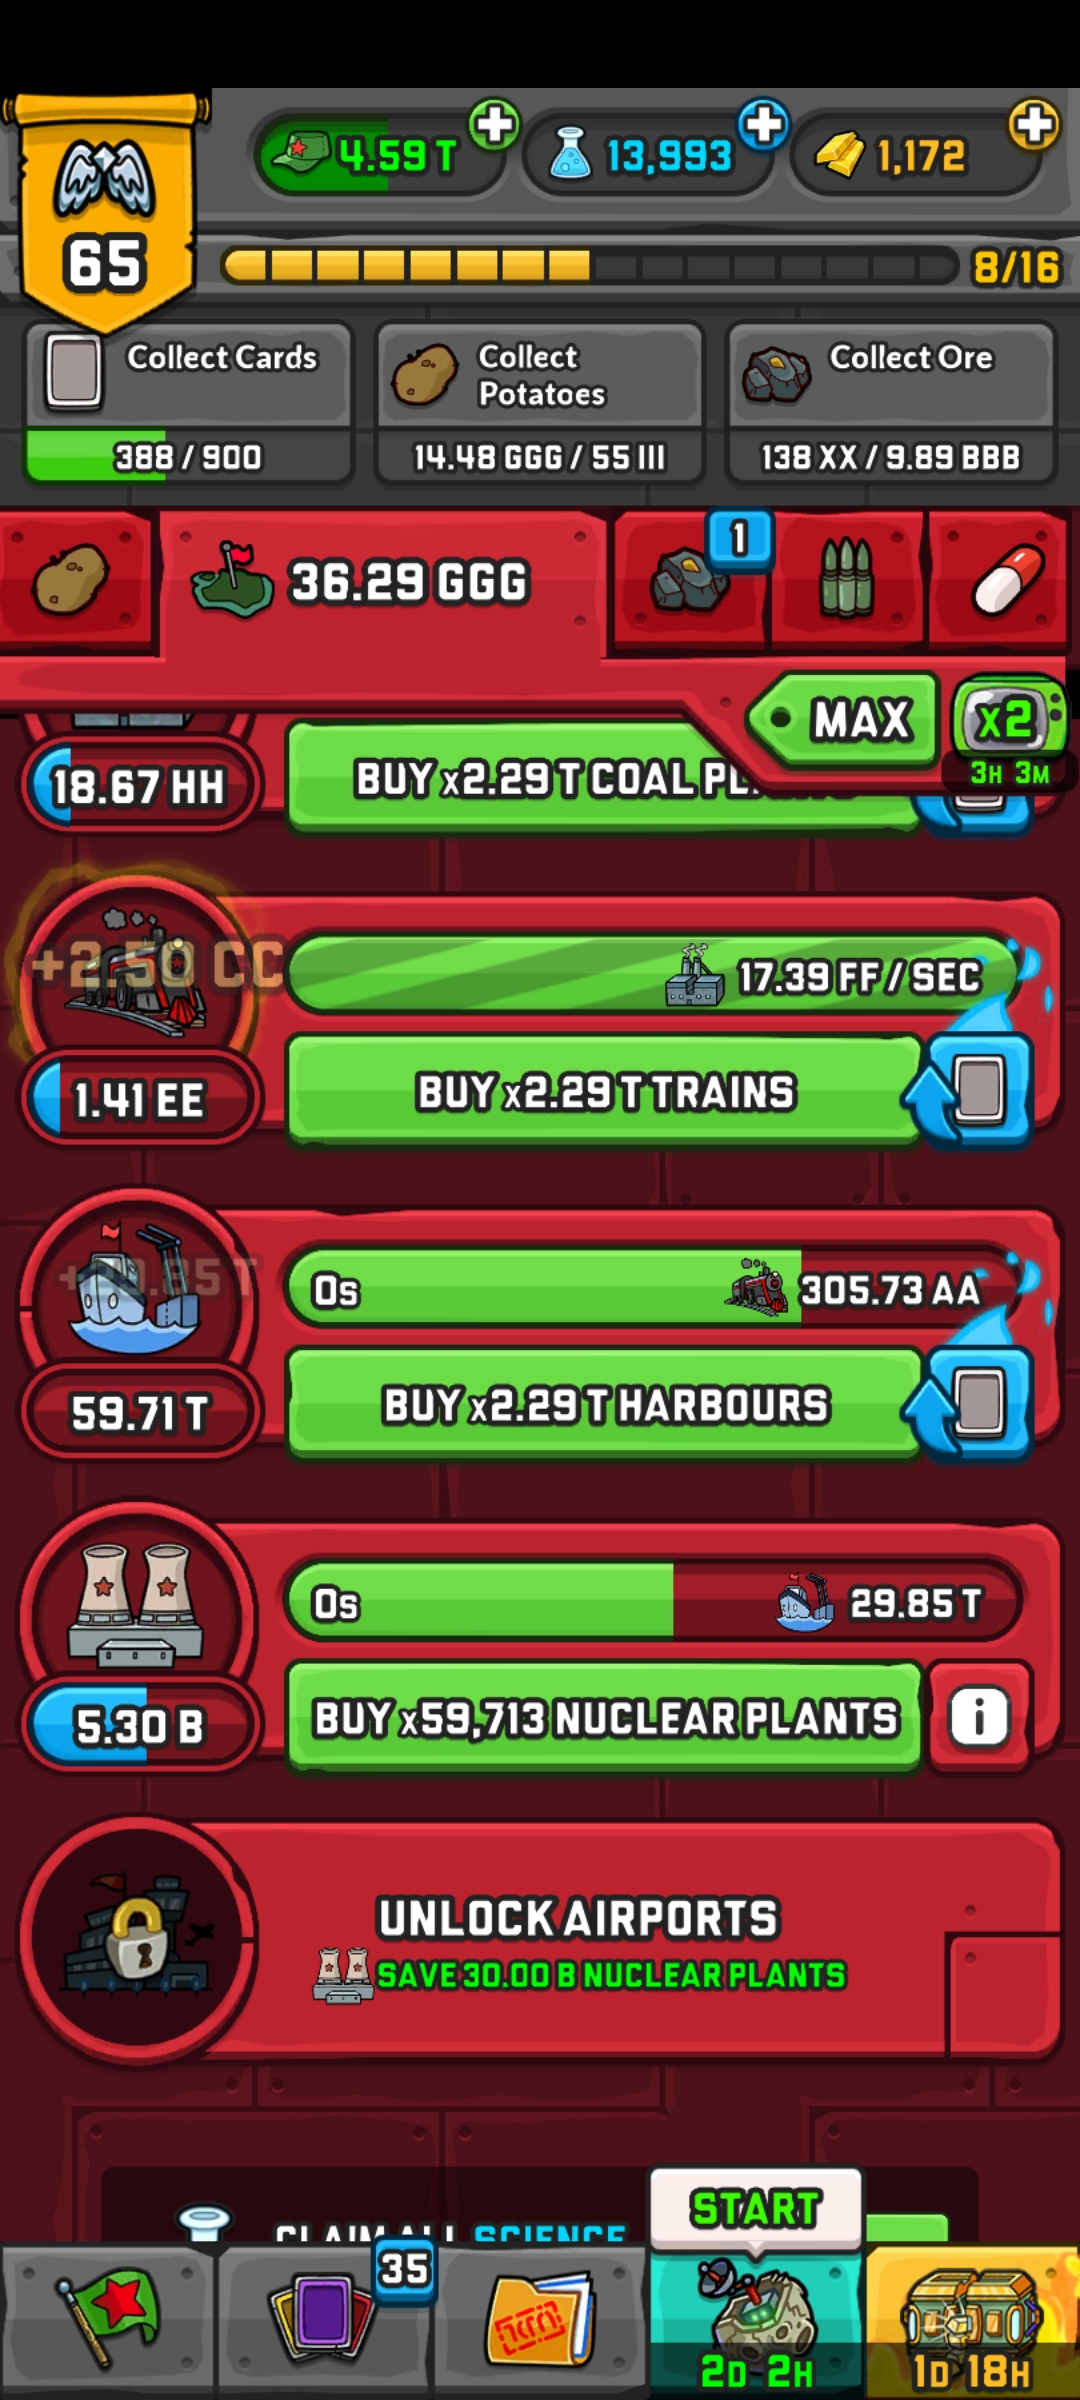 4.59 T
13,993
1,172
65
8/16
Collect Cards
388 / 900
Collect
Potatoes
14.48 GGG / 55 III
Collect Ore
138 XX / 9.89 BBB
36.29 GGG
1
MAX
x2
3H 3M
18.67 HH
BUY x2.29 T COAL PL
+2.50 CC
17.39 FF / SEC
1.41 EE
BUY x2.29 T TRAINS
0s
305.73 AA
59.71 T
BUY x2.29 T HARBOURS
0s
29.85 T
5.30 B
BUY x59,713 NUCLEAR PLANTS
i
UNLOCK AIRPORTS
SAVE 30.00 B NUCLEAR PLANTS
START
CLAIM ALL SCIENCE
35
2D 2H
1D 18H